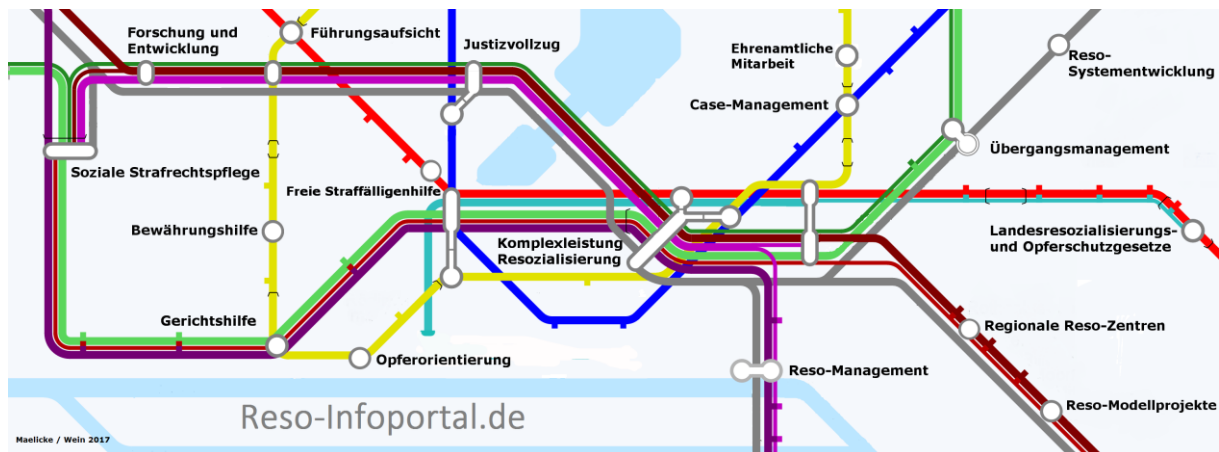 Forschung und
Entwicklung
Führungsaufsicht
Justizvollzug
Ehrenamtliche
Mitarbeit
Reso-
Systementwicklung
Case-Management
Übergangsmanagement
Soziale Strafrechtspflege
Freie Straffälligenhilfe
Bewährungshilfe
Komplexleistung
Resozialisierung
Landesresozialisierungs-
und Opferschutzgesetze
Gerichtshilfe
Opferorientierung
Regionale Reso-Zentren
Reso-Management
Reso-Modellprojekte
Reso-Infoportal.de
Maelicke / Wein 2017